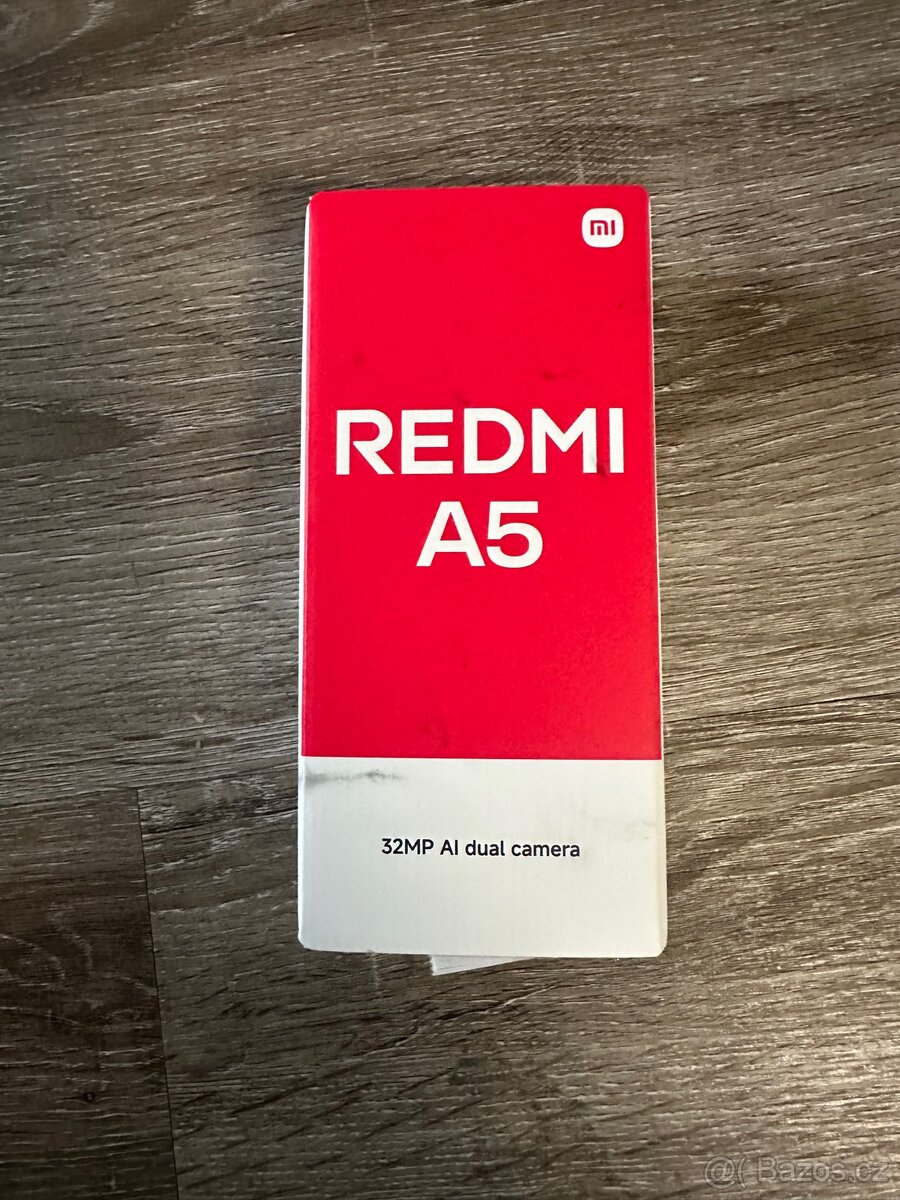 mi
REDMI
A5
32MP AI dual camera
@( Bazos.cz